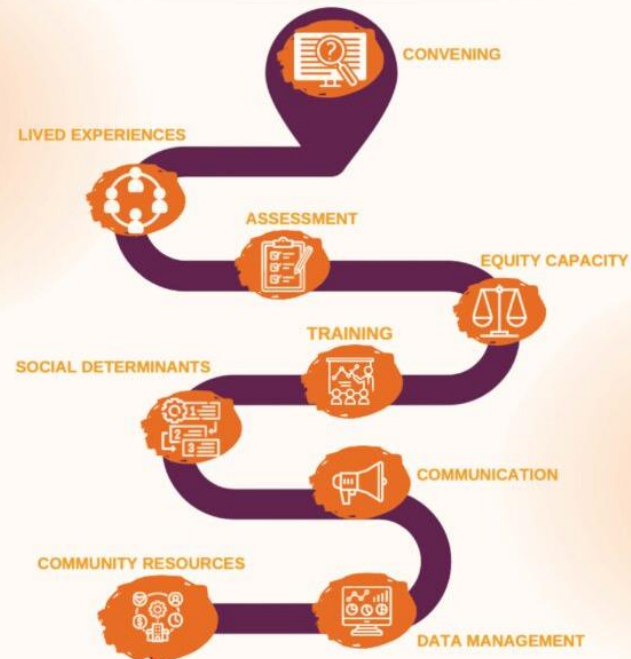 CONVENING
LIVED EXPERIENCES
ASSESSMENT
EQUITY CAPACITY
TRAINING
SOCIAL DETERMINANTS
COMMUNICATION
COMMUNITY RESOURCES
DATA MANAGEMENT